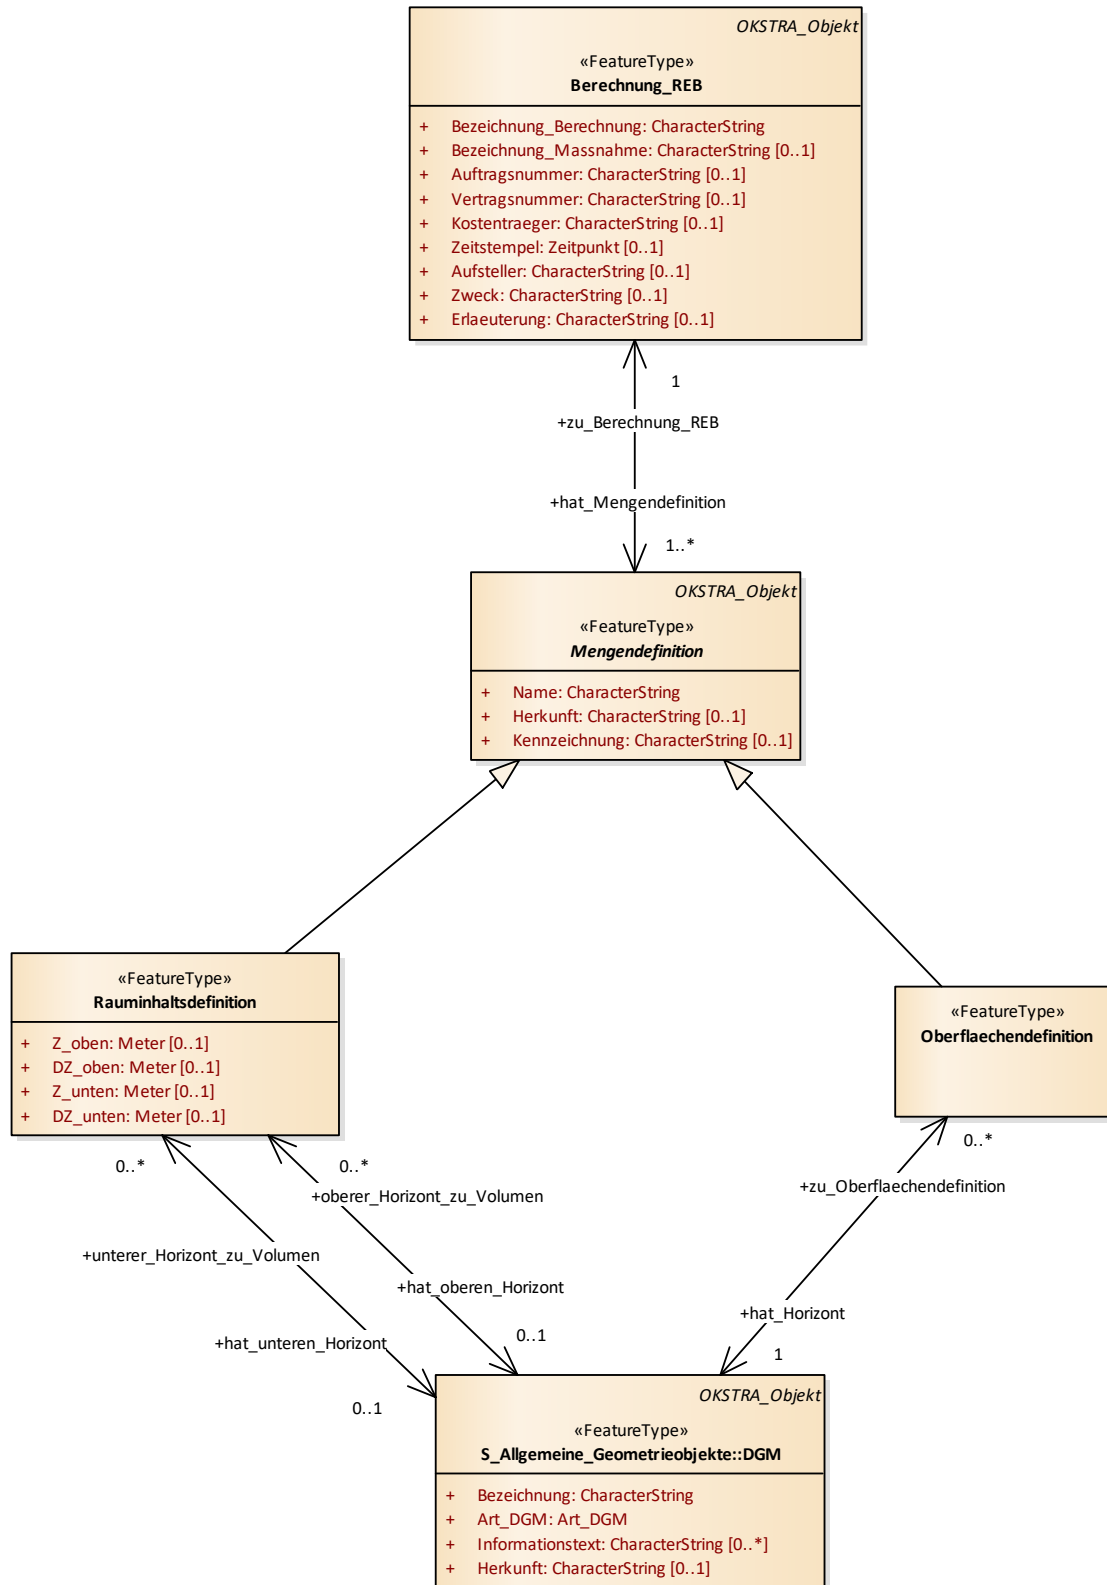 OKSTRA_Objekt
«FeatureType»
Berechnung_REB
+ Bezeichnung_Berechnung: CharacterString
+ Bezeichnung_Massnahme: CharacterString [0..1]
+ Auftragsnummer: CharacterString [0..1]
+ Vertragsnummer: CharacterString [0..1]
+ Kostentraeger: CharacterString [0..1]
+ Zeitstempel: Zeitpunkt [0..1]
+ Aufsteller: CharacterString [0..1]
+ Zweck: CharacterString [0..1]
+ Erlaeuterung: CharacterString [0..1]
1
+zu_Berechnung_REB
+hat_Mengendefinition
1..*
OKSTRA_Objekt
«FeatureType»
Mengendefinition
+ Name: CharacterString
+ Herkunft: CharacterString [0..1]
+ Kennzeichnung: CharacterString [0..1]
«FeatureType»
Rauminhaltsdefinition
+ Z_oben: Meter [0..1]
+ DZ_oben: Meter [0..1]
+ Z_unten: Meter [0..1]
+ DZ_unten: Meter [0..1]
«FeatureType»
Oberflaechendefinition
0..*
0..*
0..*
+oberer_Horizont_zu_Volumen
+zu_Oberflaechendefinition
+unterer_Horizont_zu_Volumen
+hat_oberen_Horizont
+hat_Horizont
+hat_unteren_Horizont
0..1
1
0..1
OKSTRA_Objekt
«FeatureType»
S_Allgemeine_Geometrieobjekte::DGM
+ Bezeichnung: CharacterString
+ Art_DGM: Art_DGM
+ Informationstext: CharacterString [0..*]
+ Herkunft: CharacterString [0..1]